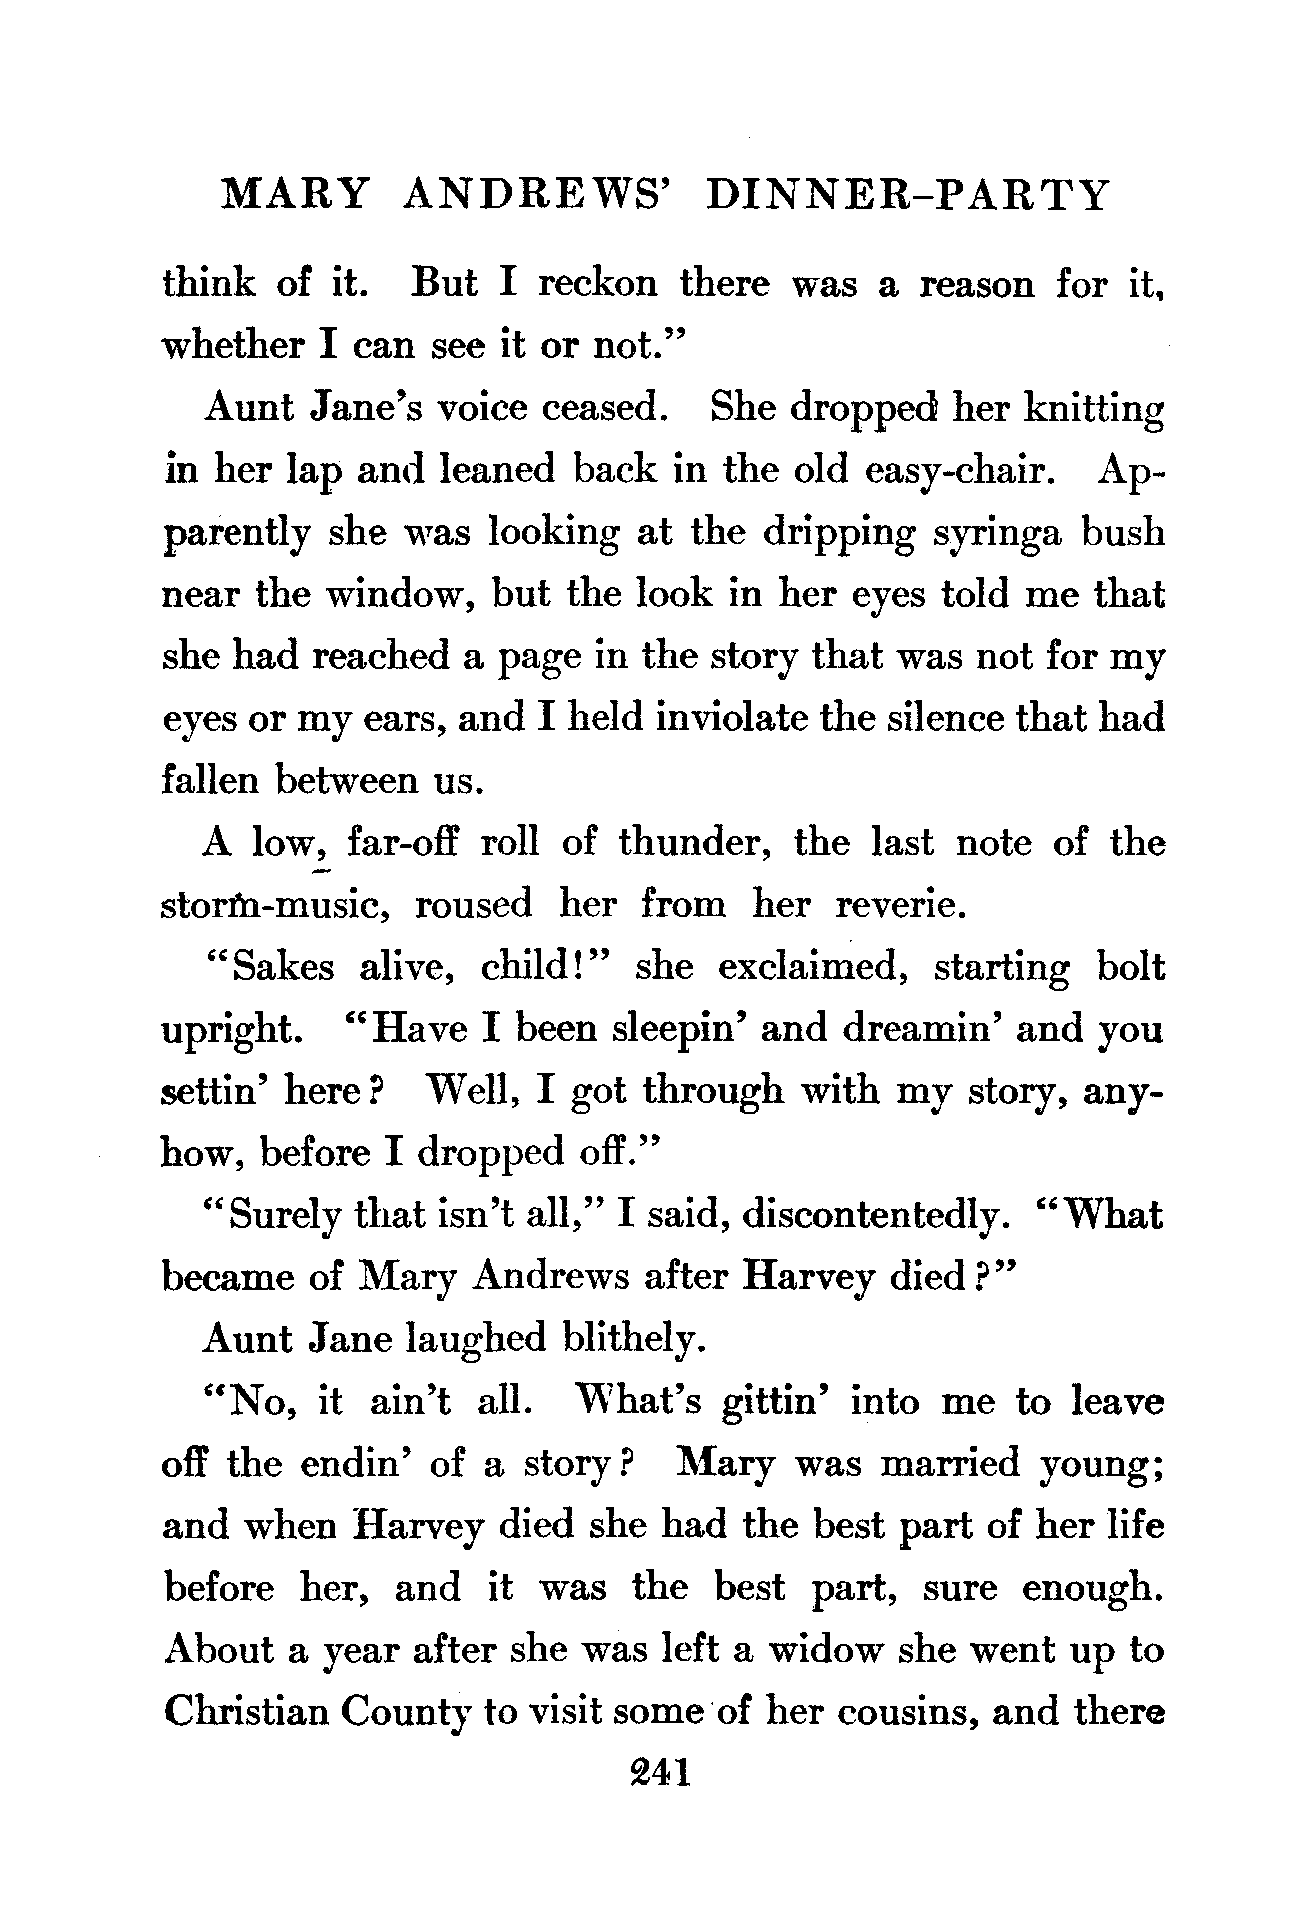 MARY ANDREWS' DINNER-PARTY
think of it. But I reckon there was a reason for it,
whether I can see it or not."
Aunt Jane's voice ceased. She dropped her knitting
in her lap and leaned back in the old easy-chair. Ap-
parently she was looking at the dripping syringa bush
near the window, but the look in her eyes told me that
she had reached a page in the story that was not for my
eyes or my ears, and I held inviolate the silence that had
fallen between us.
A low, far-off roll of thunder, the last note of the
storm-music, roused her from her reverie.
"Sakes alive, child!" she exclaimed, starting bolt
upright. "Have I been sleepin' and dreamin' and you
settin' here? Well, I got through with my story, any-
how, before I dropped off."
"Surely that isn't all," I said, discontentedly. "What
became of Mary Andrews after Harvey died?"
Aunt Jane laughed blithely.
"No, it ain't all. What's gittin' into me to leave
off the endin' of a story? Mary was married young;
and when Harvey died she had the best part of her life
before her, and it was the best part, sure enough.
About a year after she was left a widow she went up to
Christian County to visit some of her cousins, and there
241